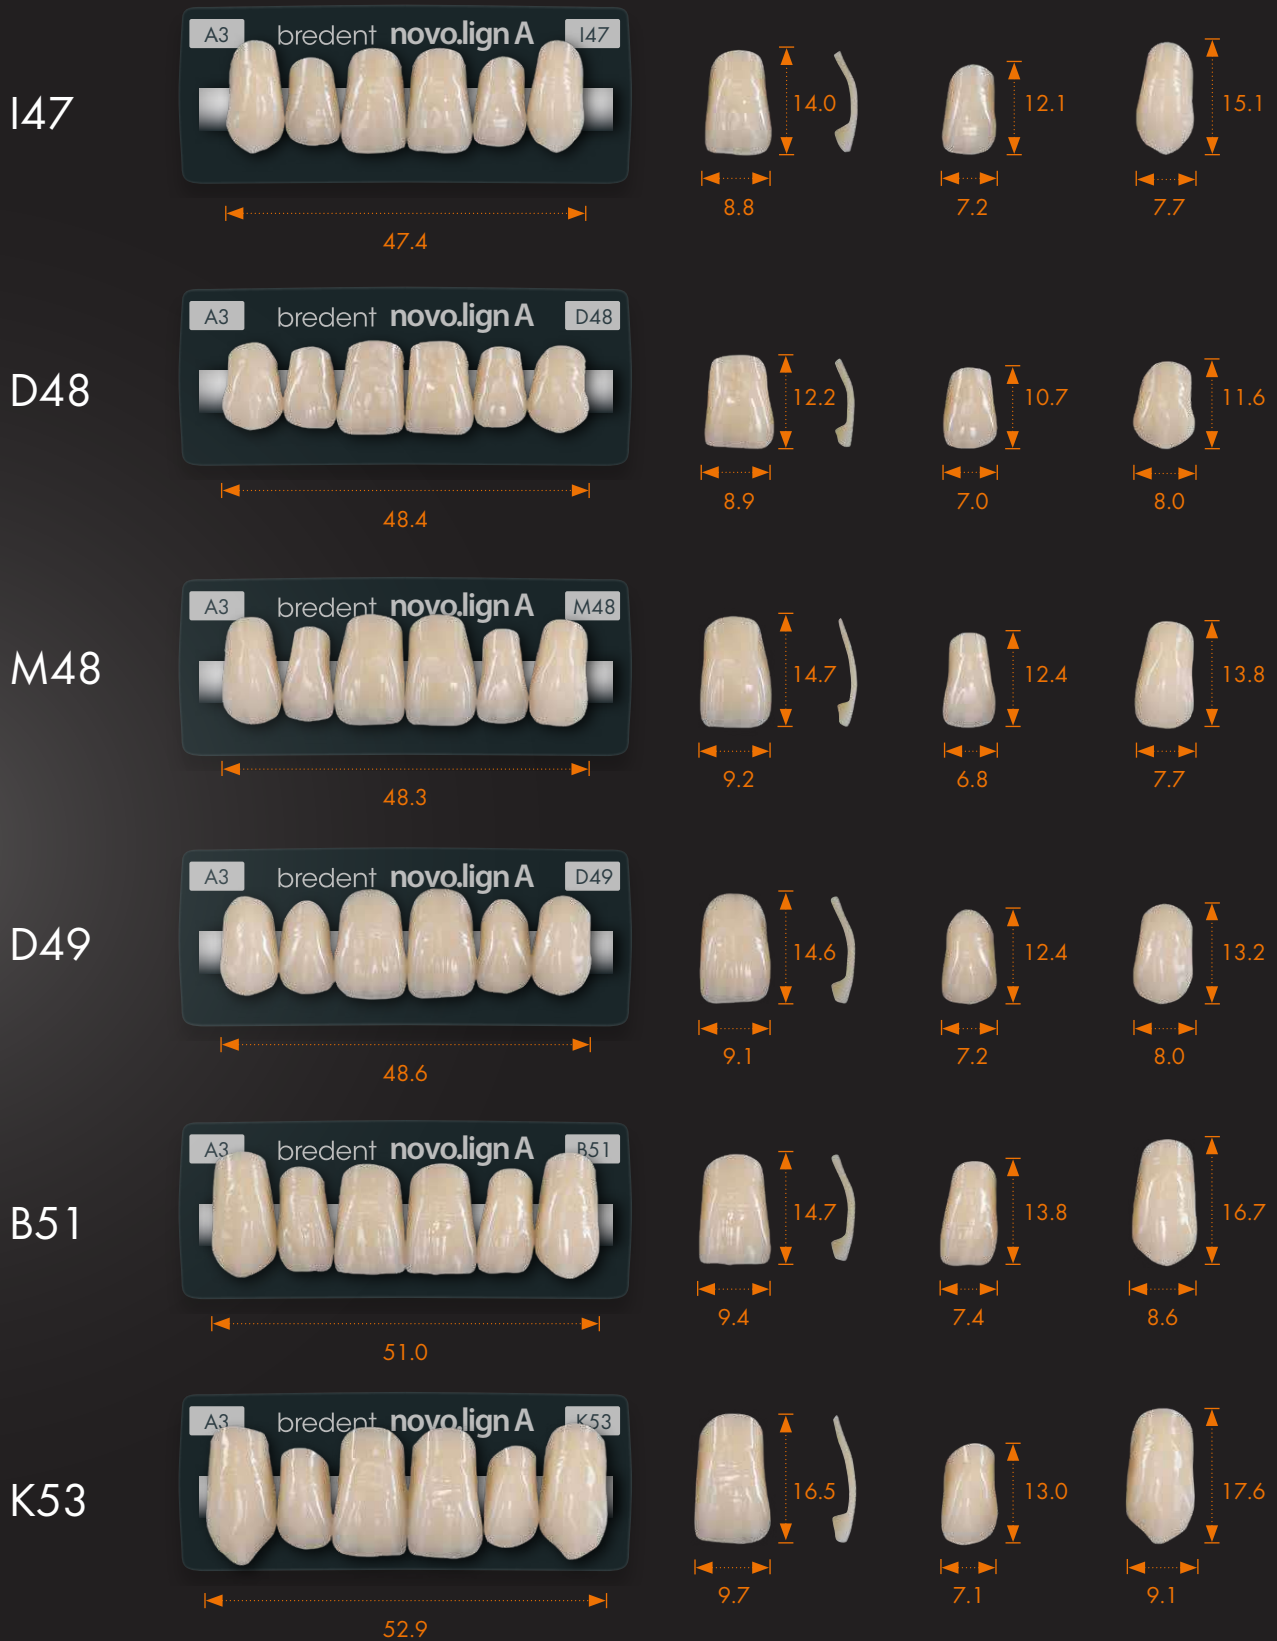 I47
A3 bredent novo.lign A I47
14.0 12.1 15.1
8.8 7.2 7.7
47.4
D48
A3 bredent novo.lign A D48
12.2 10.7 11.6
8.9 7.0 8.0
48.4
M48
A3 bredent novo.lign A M48
14.7 12.4 13.8
9.2 6.8 7.7
48.3
D49
A3 bredent novo.lign A D49
14.6 12.4 13.2
9.1 7.2 8.0
48.6
B51
A3 bredent novo.lign A B51
14.7 13.8 16.7
9.4 7.4 8.6
51.0
K53
A3 bredent novo.lign A K53
16.5 13.0 17.6
9.7 7.1 9.1
52.9